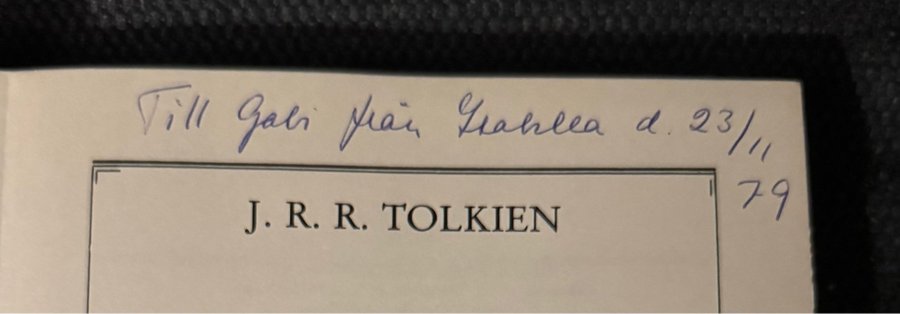 Till Gabi från Isabella d. 23/11
79
J. R. R. TOLKIEN